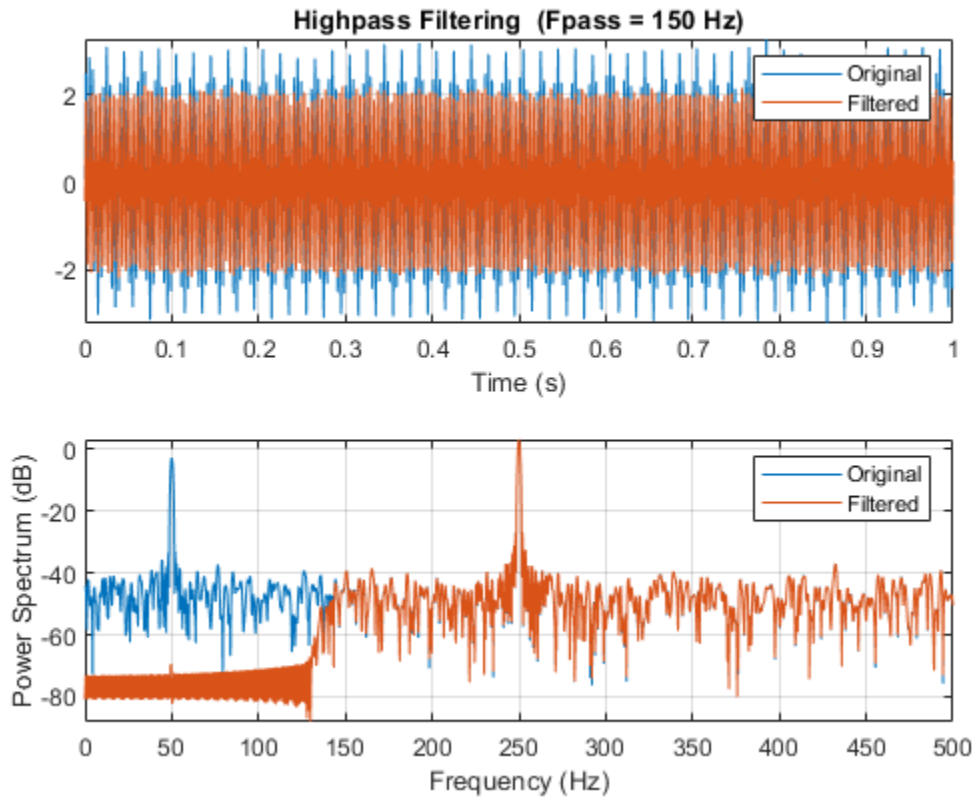 Highpass Filtering (Fpass = 150 Hz)
2
0
-2
Original
Filtered
0 0.1 0.2 0.3 0.4 0.5 0.6 0.7 0.8 0.9 1
Time (s)
Power Spectrum (dB)
0
-20
-40
-60
-80
Original
Filtered
0 50 100 150 200 250 300 350 400 450 500
Frequency (Hz)